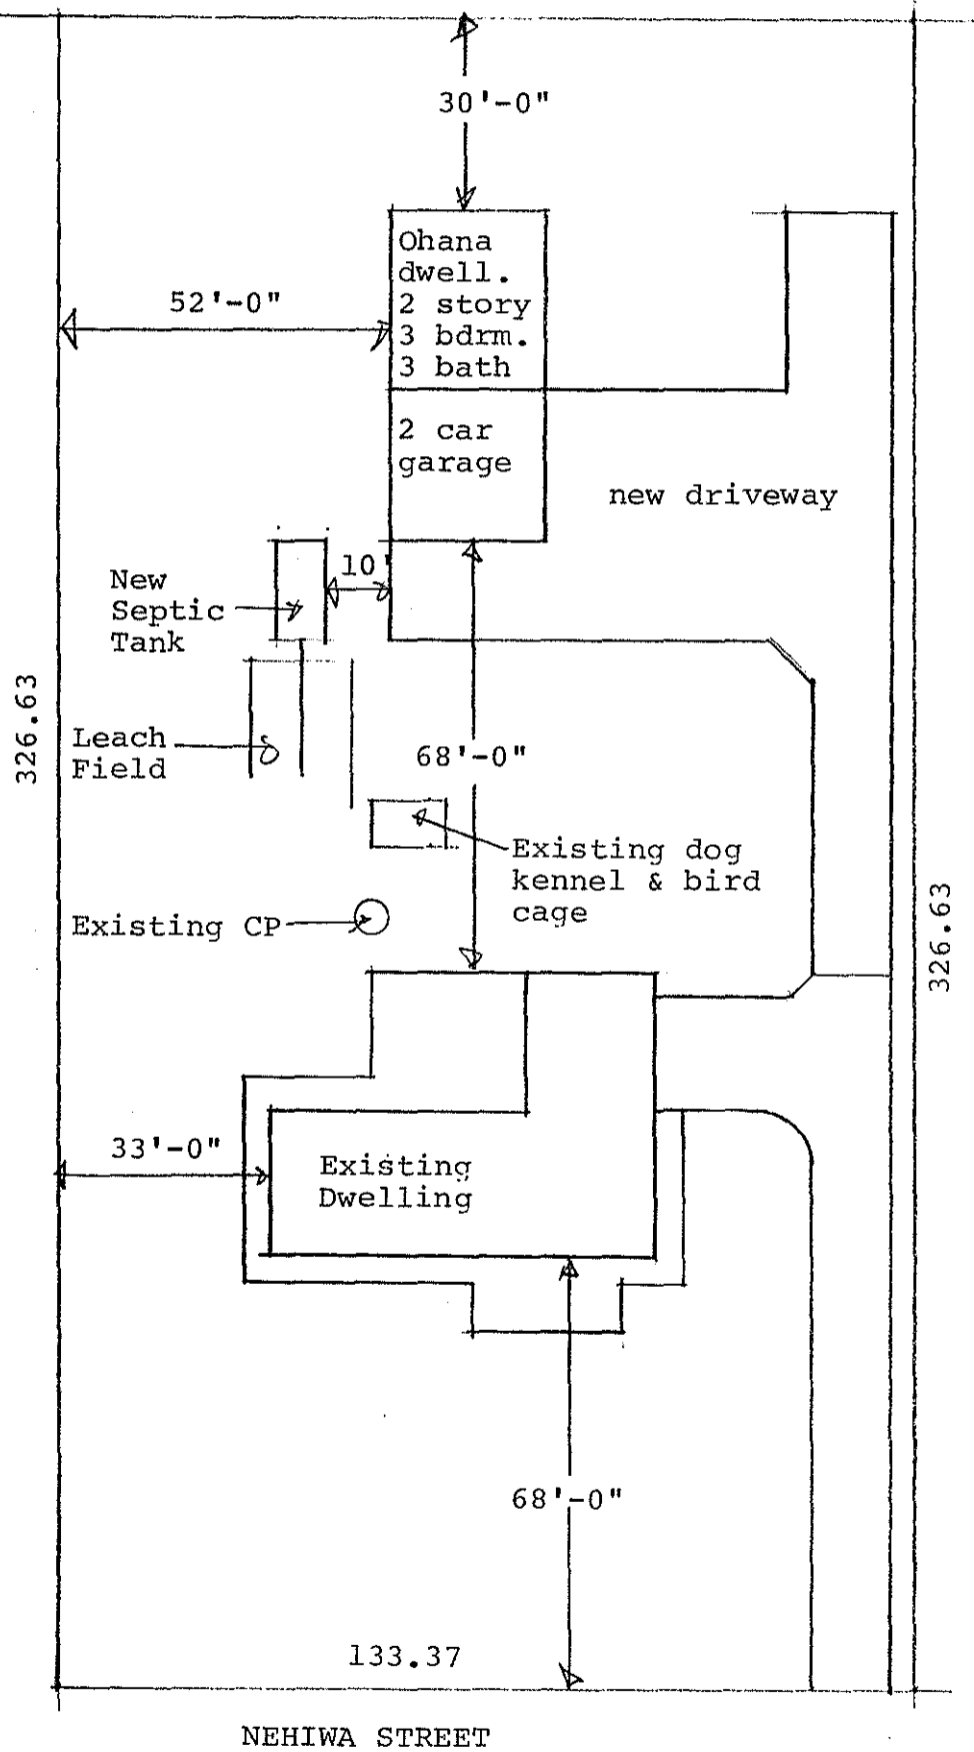 30'-0"
Ohana
dwell.
2 story
3 bdrm.
3 bath
52'-0"
2 car
garage
new driveway
10'
New
Septic
Tank
326.63
Leach
Field
68'-0"
Existing dog
kennel & bird
cage
Existing CP
326.63
33'-0"
Existing
Dwelling
68'-0"
133.37
NEHIWA STREET